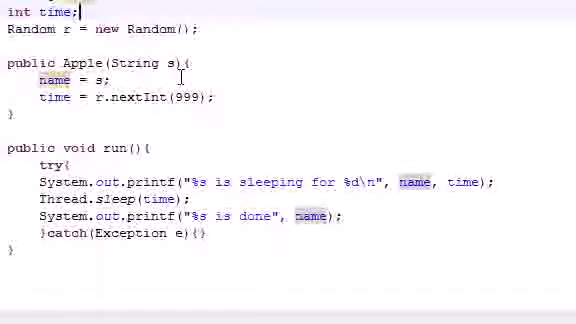 int time;
Random r = new Random();
public Apple(String s){
name = s;
time = r.nextInt(999);
}
public void run(){
try{
System.out.printf("%s is sleeping for %d\n", name, time);
Thread.sleep(time);
System.out.printf("%s is done", name);
}catch(Exception e){}
}